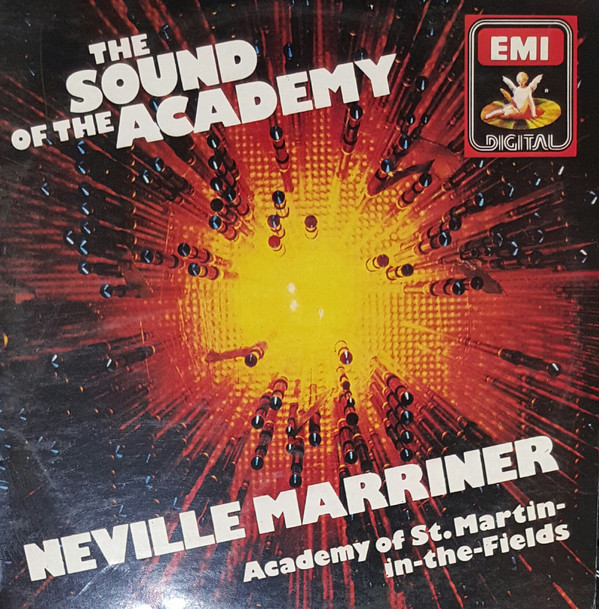 THE
SOUND
OF THE ACADEMY
EMI
DIGITAL
NEVILLE MARRINER
Academy of St. Martin-
in-the-Fields